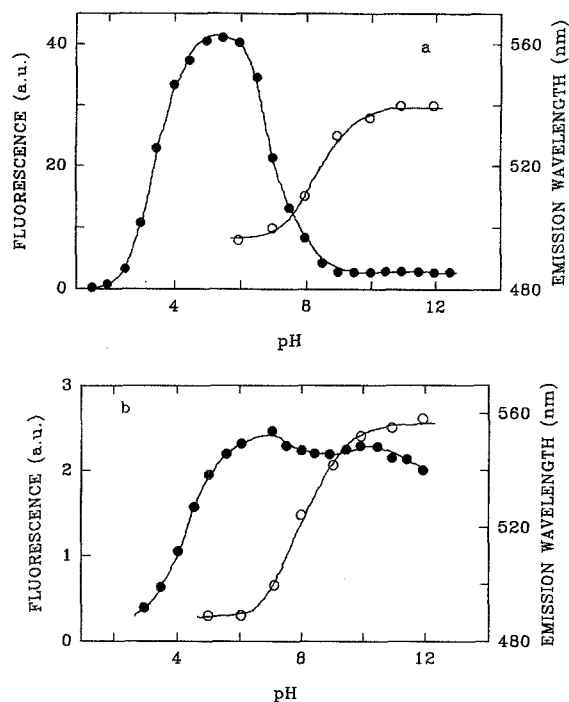 a
40
20
0
FLUORESCENCE (a.u.)
560
520
480
EMISSION WAVELENGTH (nm)
4
8
12
pH
b
3
2
1
0
FLUORESCENCE (a.u.)
560
520
480
EMISSION WAVELENGTH (nm)
4
8
12
pH